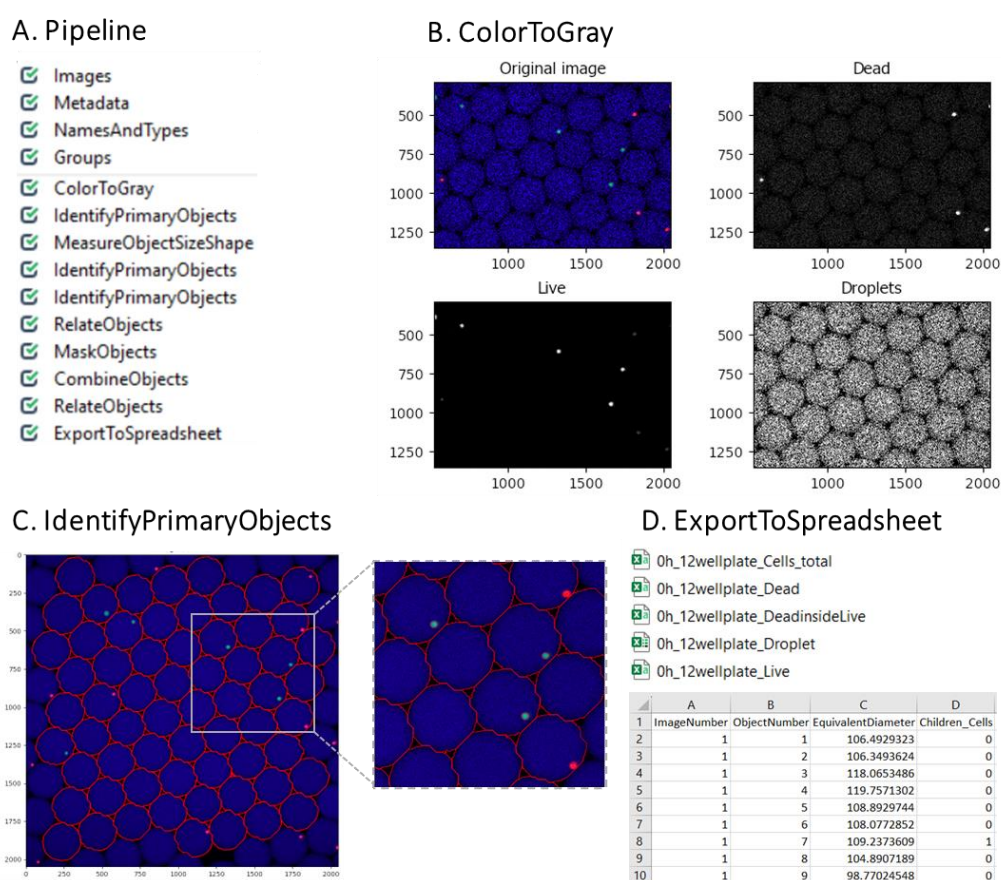 A. Pipeline
Images
Metadata
NamesAndTypes
Groups
ColorToGray
IdentifyPrimaryObjects
MeasureObjectSizeShape
IdentifyPrimaryObjects
IdentifyPrimaryObjects
RelateObjects
MaskObjects
CombineObjects
RelateObjects
ExportToSpreadsheet
B. ColorToGray
Original image
500
750
1000
1250
1000 1500 2000
Dead
500
750
1000
1250
1000 1500 2000
Live
500
750
1000
1250
1000 1500 2000
Droplets
500
750
1000
1250
1000 1500 2000
C. IdentifyPrimaryObjects
0
250
500
750
1000
1250
1500
1750
2000
0 250 500 750 1000 1250 1500 1750 2000
D. ExportToSpreadsheet
0h_12wellplate_Cells_total
0h_12wellplate_Dead
0h_12wellplate_DeadinsideLive
0h_12wellplate_Droplet
0h_12wellplate_Live
A B C D
1 ImageNumber ObjectNumber EquivalentDiameter Children_Cells
2 1 1 106.4929323 0
3 1 2 106.3493624 0
4 1 3 118.0653486 0
5 1 4 119.7571302 0
6 1 5 108.8929744 0
7 1 6 108.0772852 0
8 1 7 109.2373609 1
9 1 8 104.8907189 0
10 1 9 98.77024548 0